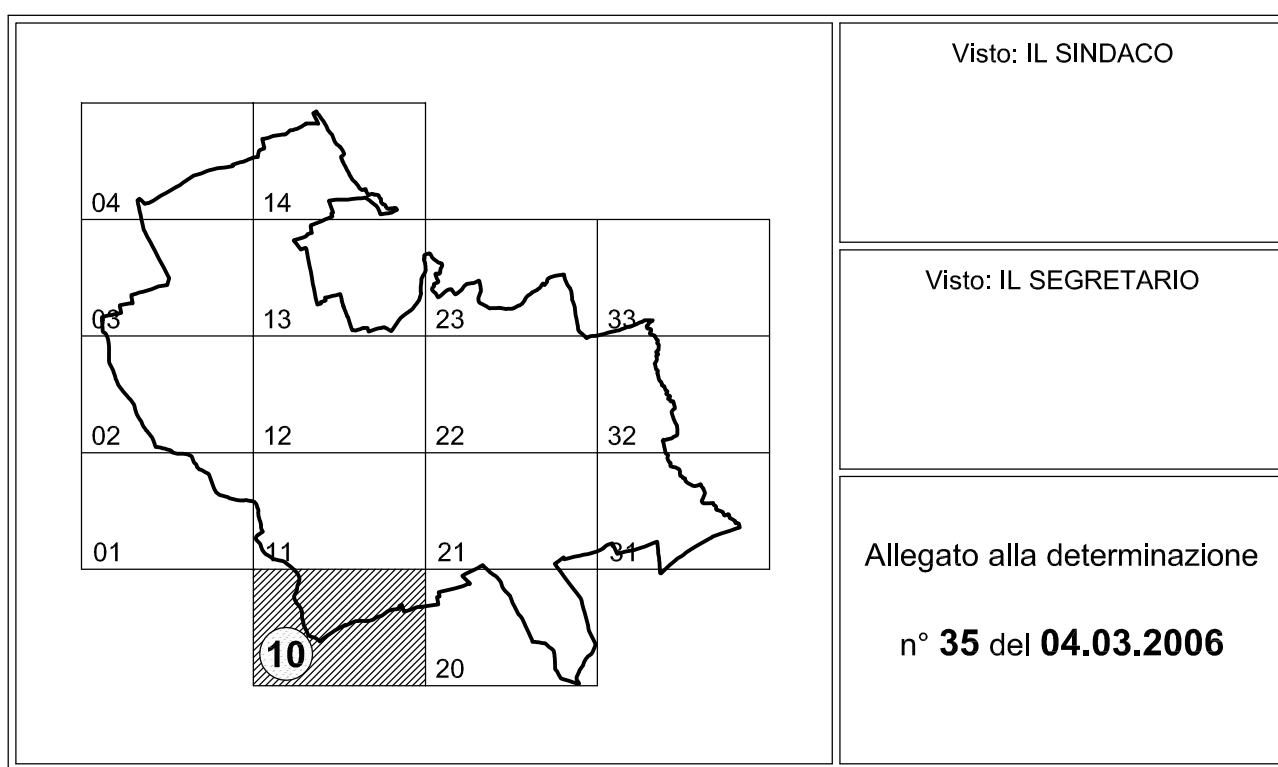 04 14
03 13 23 33
02 12 22 32
01 11 21 31
10 20
Visto: IL SINDACO
Visto: IL SEGRETARIO
Allegato alla determinazione
n° 35 del 04.03.2006